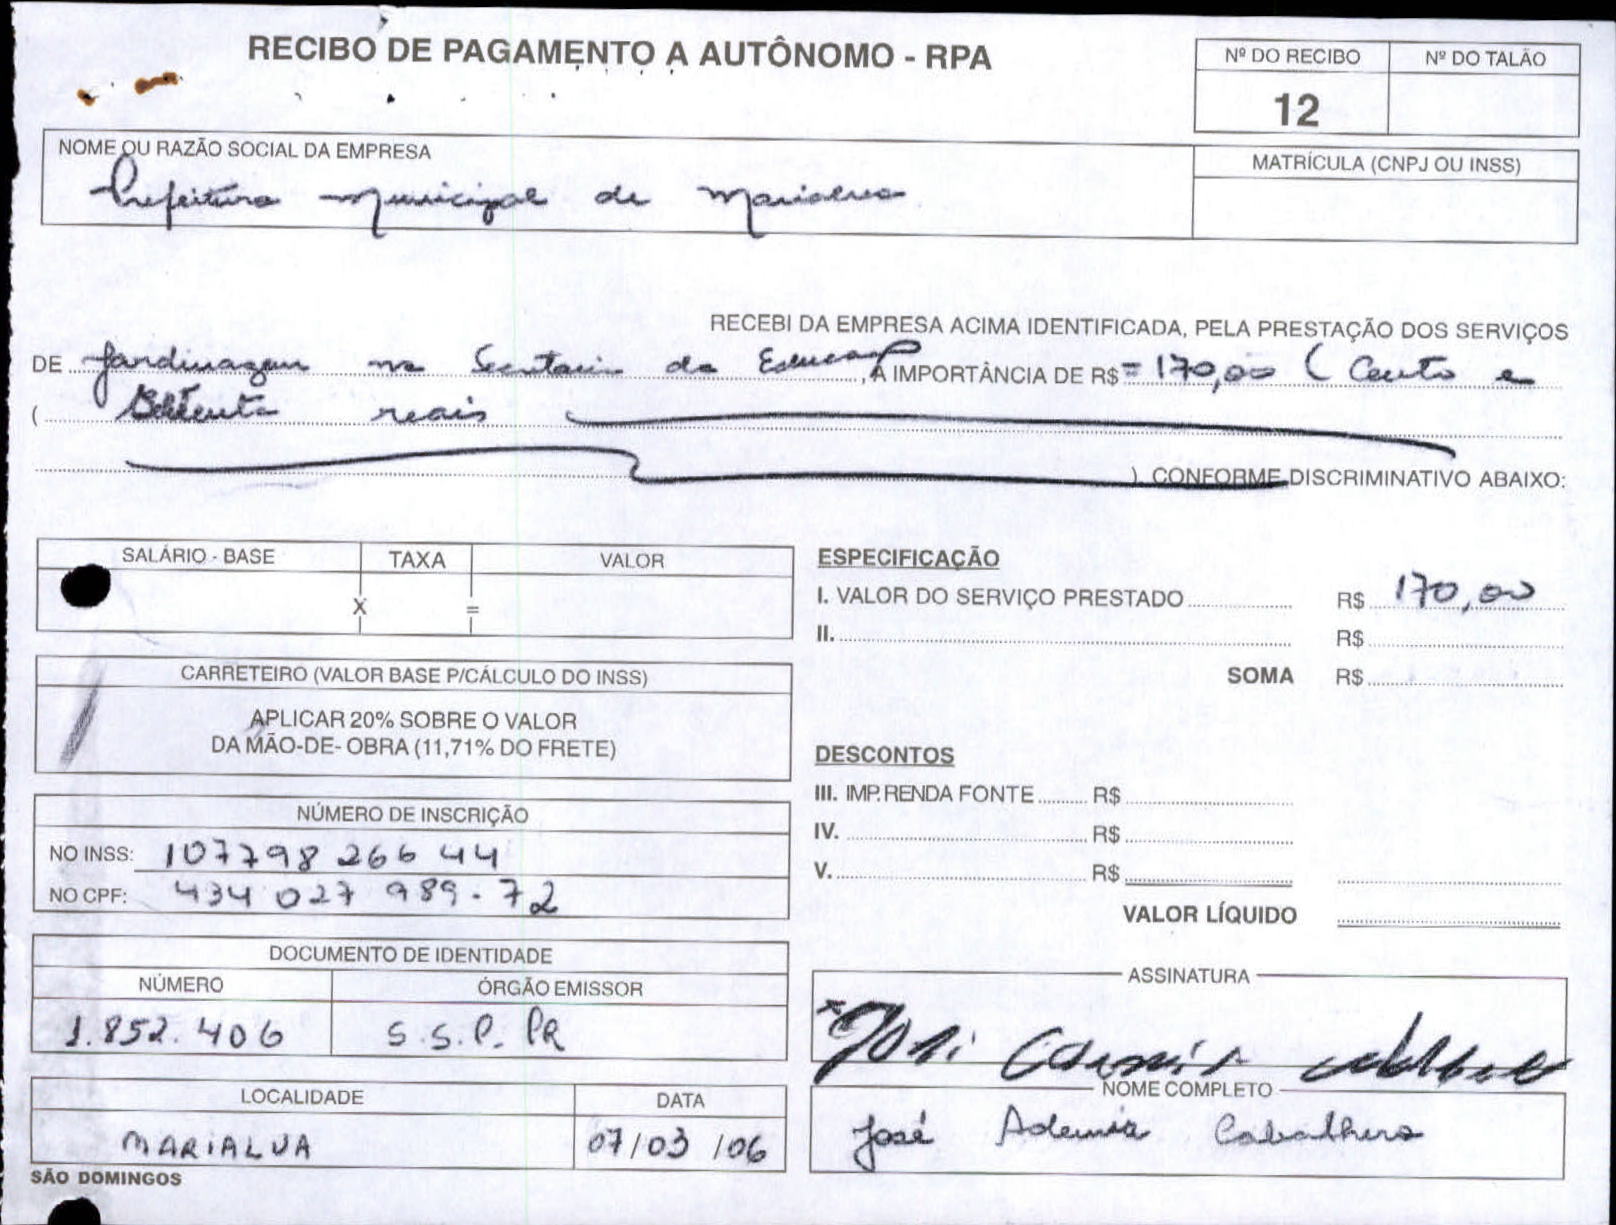 RECIBO DE PAGAMENTO A AUTÔNOMO - RPA
Nº DO RECIBO Nº DO TALÃO
12
NOME OU RAZÃO SOCIAL DA EMPRESA
MATRÍCULA (CNPJ OU INSS)
Prefeitura Municipal de Marialva
RECEBI DA EMPRESA ACIMA IDENTIFICADA, PELA PRESTAÇÃO DOS SERVIÇOS
DE Jardinagem na Secretaria da Educação, A IMPORTÂNCIA DE R$ = 170,00 ( Cento e
( Setenta reais
) CONFORME DISCRIMINATIVO ABAIXO:
SALÁRIO - BASE TAXA VALOR
X =
CARRETEIRO (VALOR BASE P/CÁLCULO DO INSS)
APLICAR 20% SOBRE O VALOR
DA MÃO-DE- OBRA (11,71% DO FRETE)
NÚMERO DE INSCRIÇÃO
NO INSS: 107798 266 44
NO CPF: 434 027 989-72
DOCUMENTO DE IDENTIDADE
NÚMERO ÓRGÃO EMISSOR
1.852.406 S.S.P. PR
LOCALIDADE DATA
MARIALVA 07/03/06
SÃO DOMINGOS
ESPECIFICAÇÃO
I. VALOR DO SERVIÇO PRESTADO R$ 170,00
II. R$
SOMA R$
DESCONTOS
III. IMP.RENDA FONTE R$
IV. R$
V. R$
VALOR LÍQUIDO
ASSINATURA
NOME COMPLETO
José Ademir